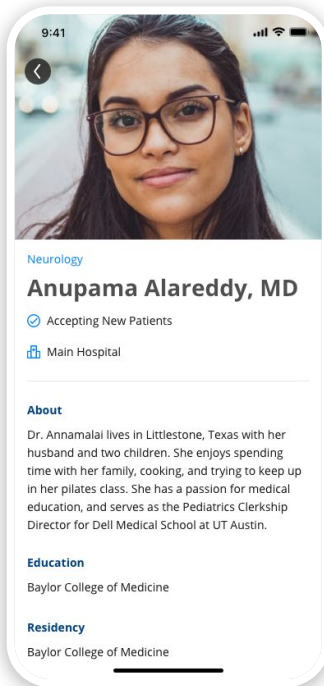 9:41
Neurology
Anupama Alareddy, MD
Accepting New Patients
Main Hospital
About
Dr. Annamalai lives in Littlestone, Texas with her
husband and two children. She enjoys spending
time with her family, cooking, and trying to keep up
in her pilates class. She has a passion for medical
education, and serves as the Pediatrics Clerkship
Director for Dell Medical School at UT Austin.
Education
Baylor College of Medicine
Residency
Baylor College of Medicine